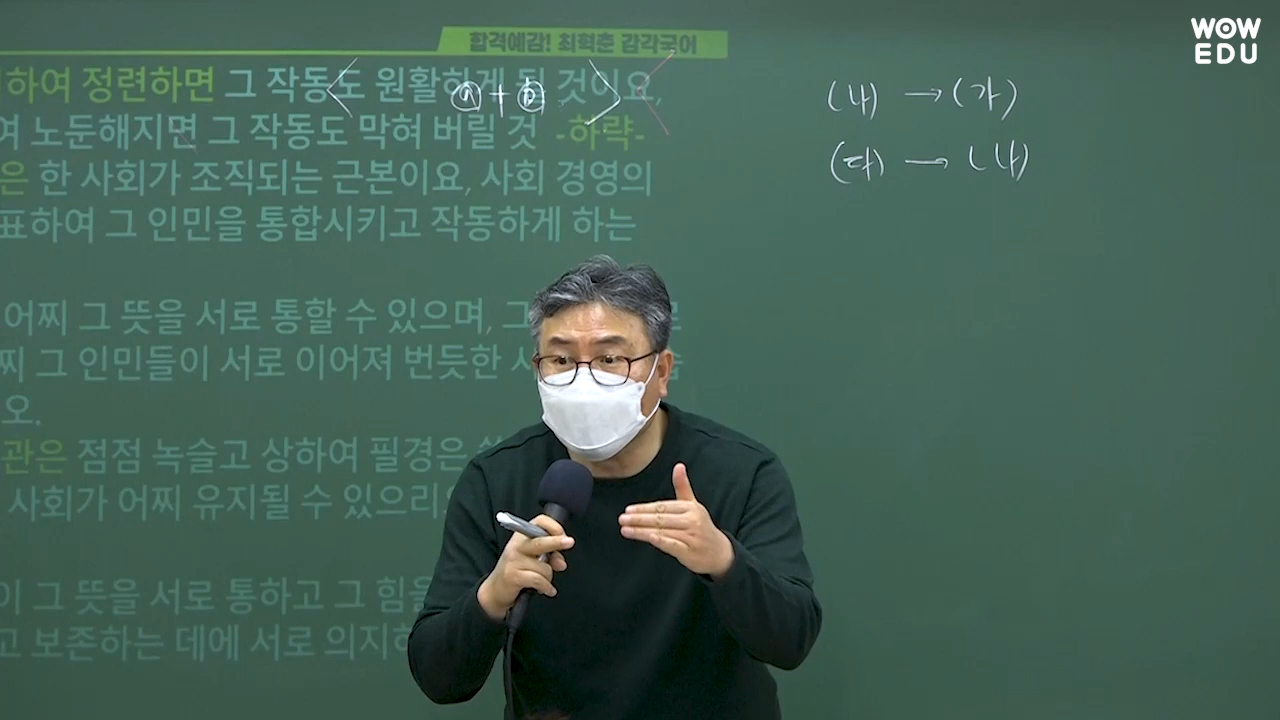 WOW
EDU
합격예감! 최혁춘 감각국어
하여 정련하면 그 작동도 원활하게 될 것이요,
< ⓐ + ⓑ >
(나) → (가)
여 노둔해지면 그 작동도 막혀 버릴 것 -하략-
(다) → (나)
은 한 사회가 조직되는 근본이요, 사회 경영의
표하여 그 인민을 통합시키고 작동하게 하는
어찌 그 뜻을 서로 통할 수 있으며, 그
찌 그 인민들이 서로 이어져 번듯한
오.
관은 점점 녹슬고 상하여 필경은
사회가 어찌 유지될 수 있으리오
이 그 뜻을 서로 통하고 그 힘을
고 보존하는 데에 서로 의지하